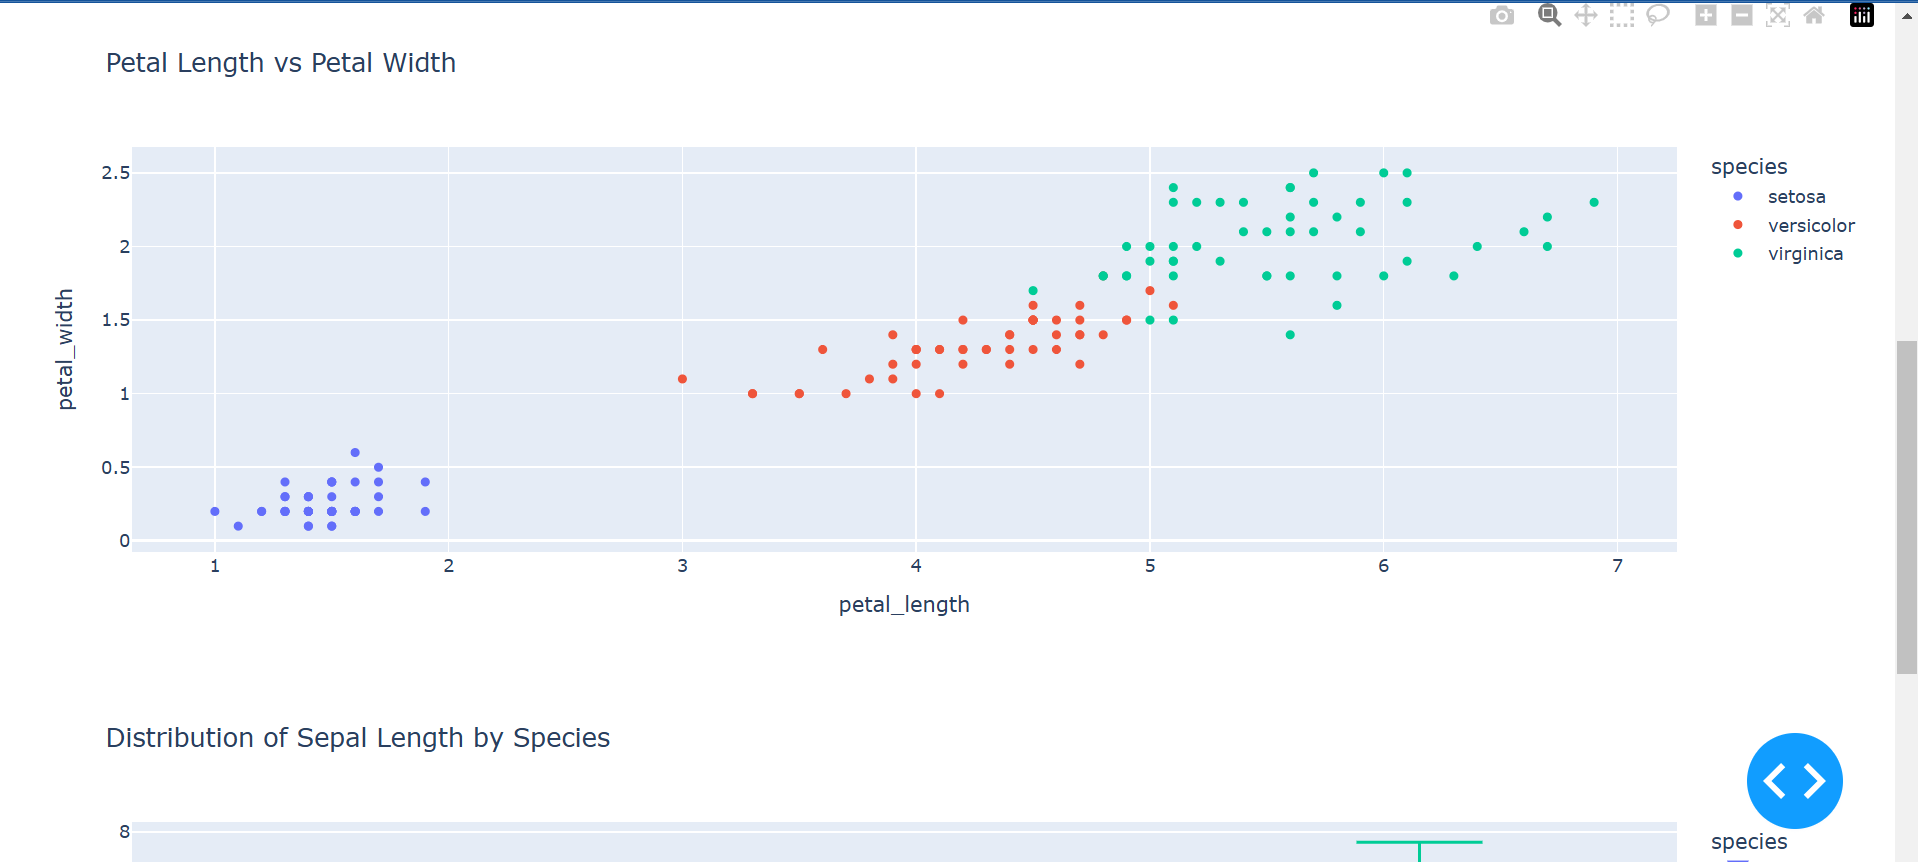 Petal Length vs Petal Width
2.5
2
1.5
1
0.5
0
petal_width
1 2 3 4 5 6 7
petal_length
species
setosa
versicolor
virginica
Distribution of Sepal Length by Species
8
species